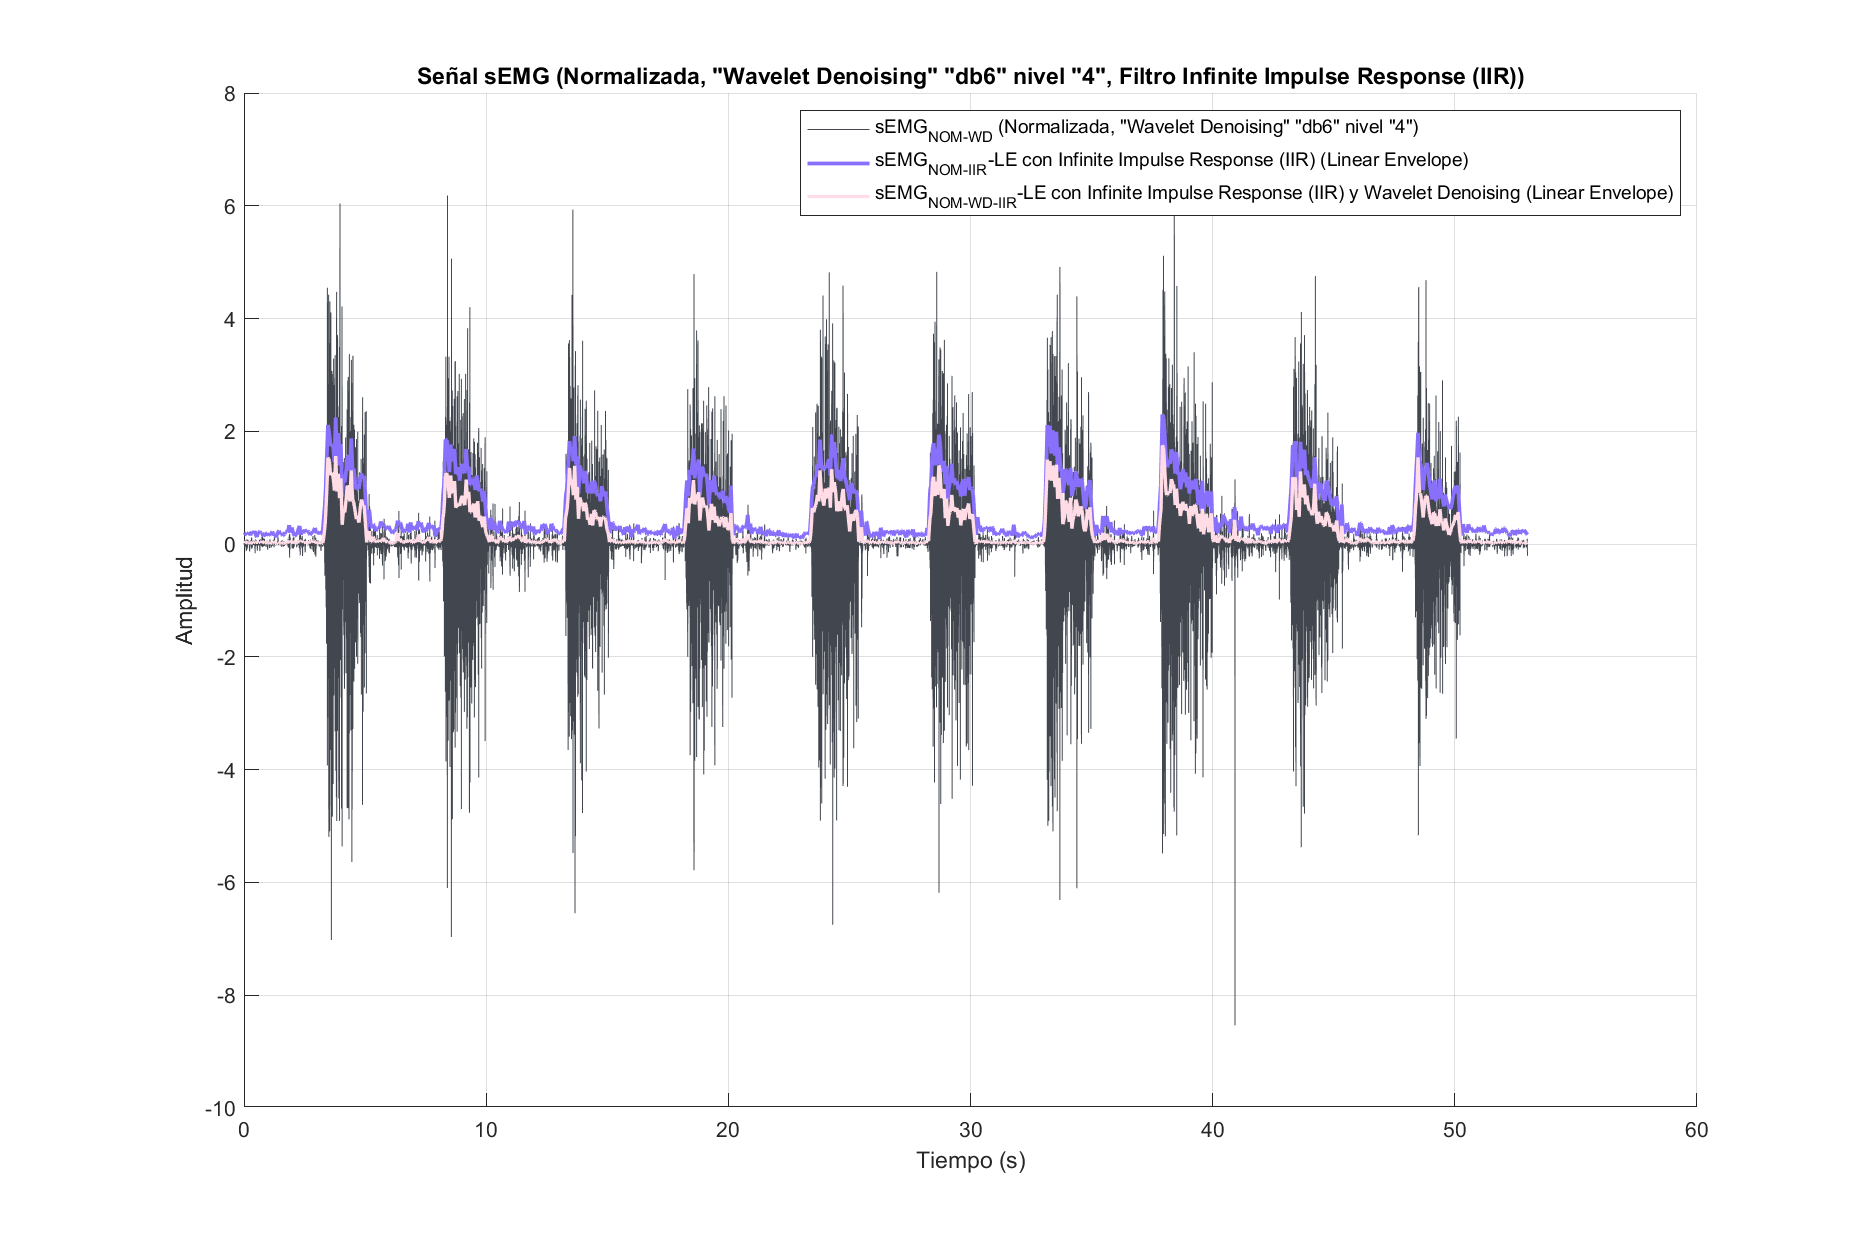 Señal sEMG (Normalizada, "Wavelet Denoising" "db6" nivel "4", Filtro Infinite Impulse Response (IIR))
sEMG_NOM-WD (Normalizada, "Wavelet Denoising" "db6" nivel "4")
sEMG_NOM-IIR-LE con Infinite Impulse Response (IIR) (Linear Envelope)
sEMG_NOM-WD-IIR-LE con Infinite Impulse Response (IIR) y Wavelet Denoising (Linear Envelope)
8
6
4
2
0
-2
-4
-6
-8
-10
Amplitud
0 10 20 30 40 50 60
Tiempo (s)